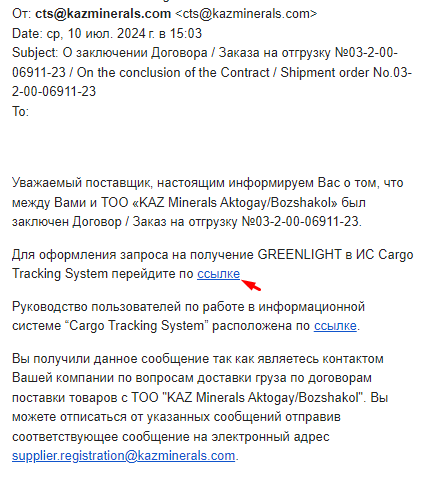 От: cts@kazminerals.com <cts@kazminerals.com>
Date: ср, 10 июл. 2024 г. в 15:03
Subject: О заключении Договора / Заказа на отгрузку №03-2-00-
06911-23 / On the conclusion of the Contract / Shipment order No.03-
2-00-06911-23
To:
Уважаемый поставщик, настоящим информируем Вас о том, что
между Вами и ТОО «KAZ Minerals Aktogay/Bozshakol» был
заключен Договор / Заказ на отгрузку №03-2-00-06911-23.
Для оформления запроса на получение GREENLIGHT в ИС Cargo
Tracking System перейдите по ссылке
Руководство пользователей по работе в информационной
системе “Cargo Tracking System” расположена по ссылке.
Вы получили данное сообщение так как являетесь контактом
Вашей компании по вопросам доставки груза по договорам
поставки товаров с ТОО "KAZ Minerals Aktogay/Bozshakol". Вы
можете отписаться от указанных сообщений отправив
соответствующее сообщение на электронный адрес
supplier.registration@kazminerals.com.